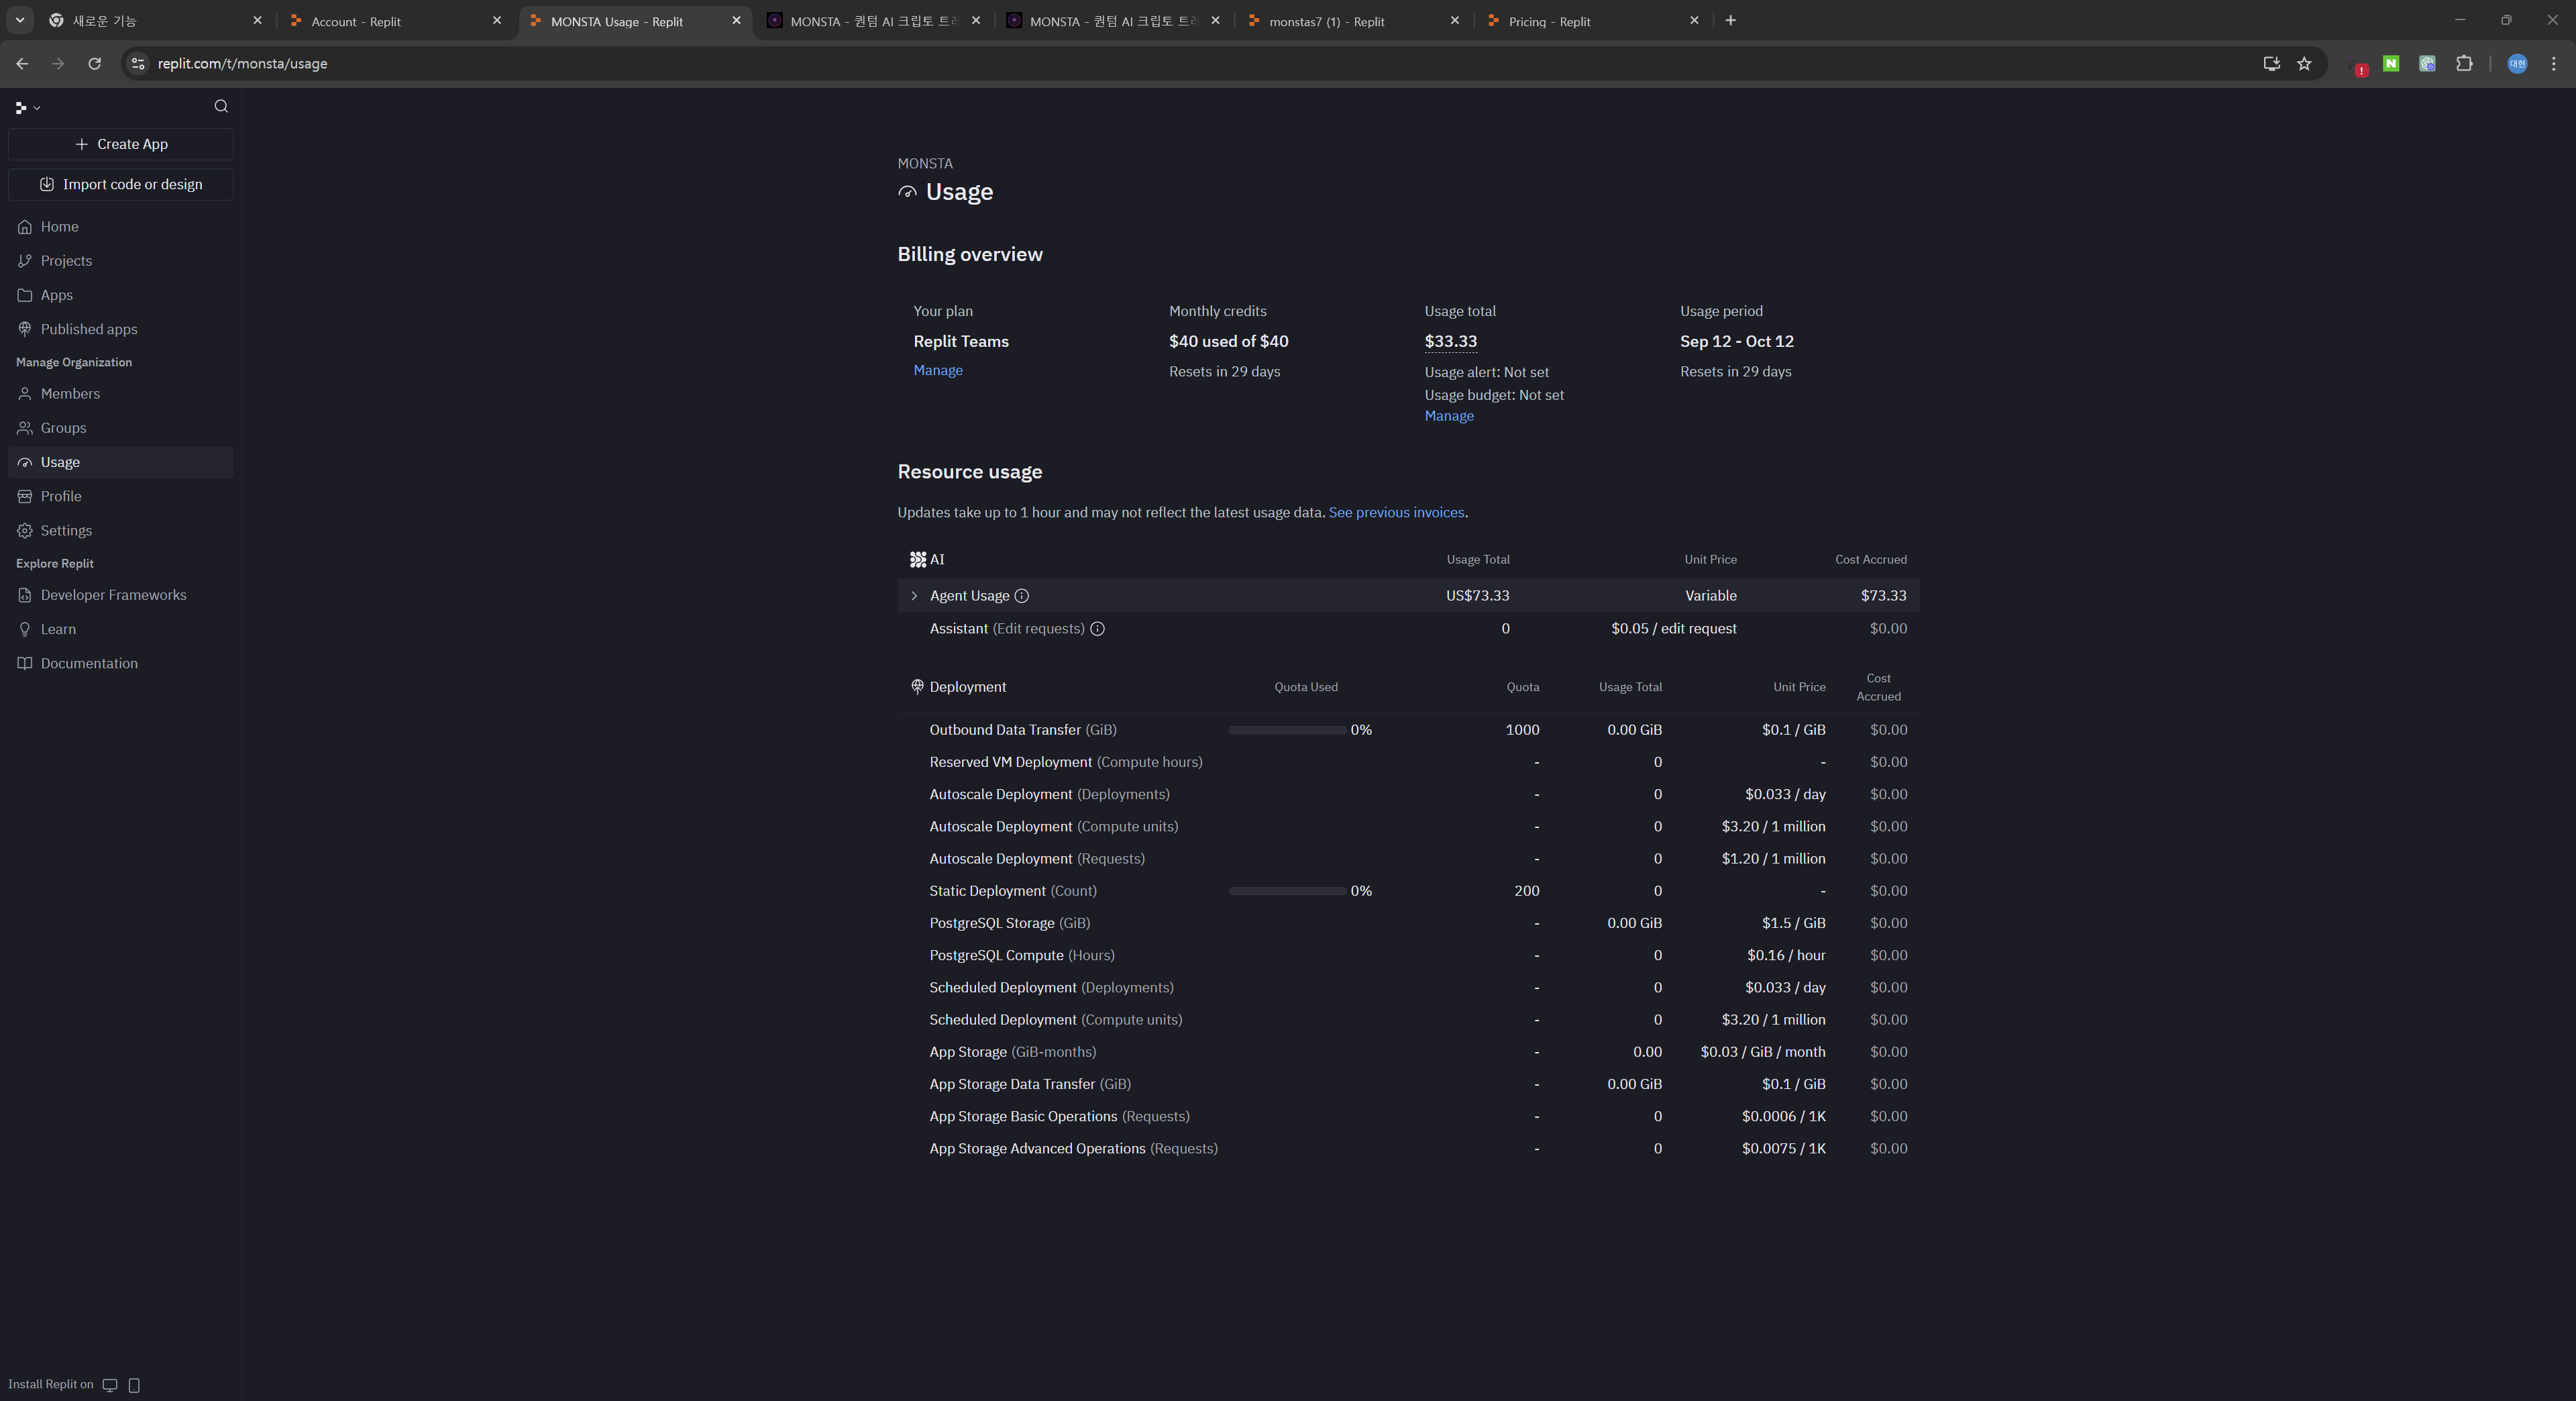 새로운 기능
Account - Replit
MONSTA Usage - Replit
MONSTA - 퀀텀 AI 크립토 트레
MONSTA - 퀀텀 AI 크립토 트레
monstas7 (1) - Replit
Pricing - Replit
replit.com/t/monsta/usage
N
대현
Create App
Import code or design
Home
Projects
Apps
Published apps
Manage Organization
Members
Groups
Usage
Profile
Settings
Explore Replit
Developer Frameworks
Learn
Documentation
Install Replit on
MONSTA
Usage
Billing overview
Your plan Monthly credits Usage total Usage period
Replit Teams $40 used of $40 $33.33 Sep 12 - Oct 12
Manage Resets in 29 days Usage alert: Not set Resets in 29 days
Usage budget: Not set
Manage
Resource usage
Updates take up to 1 hour and may not reflect the latest usage data. See previous invoices.
AI Usage Total Unit Price Cost Accrued
Agent Usage US$73.33 Variable $73.33
Assistant (Edit requests) 0 $0.05 / edit request $0.00
Deployment Quota Used Quota Usage Total Unit Price Cost Accrued
Outbound Data Transfer (GiB) 0% 1000 0.00 GiB $0.1 / GiB $0.00
Reserved VM Deployment (Compute hours) - 0 - $0.00
Autoscale Deployment (Deployments) - 0 $0.033 / day $0.00
Autoscale Deployment (Compute units) - 0 $3.20 / 1 million $0.00
Autoscale Deployment (Requests) - 0 $1.20 / 1 million $0.00
Static Deployment (Count) 0% 200 0 - $0.00
PostgreSQL Storage (GiB) - 0.00 GiB $1.5 / GiB $0.00
PostgreSQL Compute (Hours) - 0 $0.16 / hour $0.00
Scheduled Deployment (Deployments) - 0 $0.033 / day $0.00
Scheduled Deployment (Compute units) - 0 $3.20 / 1 million $0.00
App Storage (GiB-months) - 0.00 $0.03 / GiB / month $0.00
App Storage Data Transfer (GiB) - 0.00 GiB $0.1 / GiB $0.00
App Storage Basic Operations (Requests) - 0 $0.0006 / 1K $0.00
App Storage Advanced Operations (Requests) - 0 $0.0075 / 1K $0.00